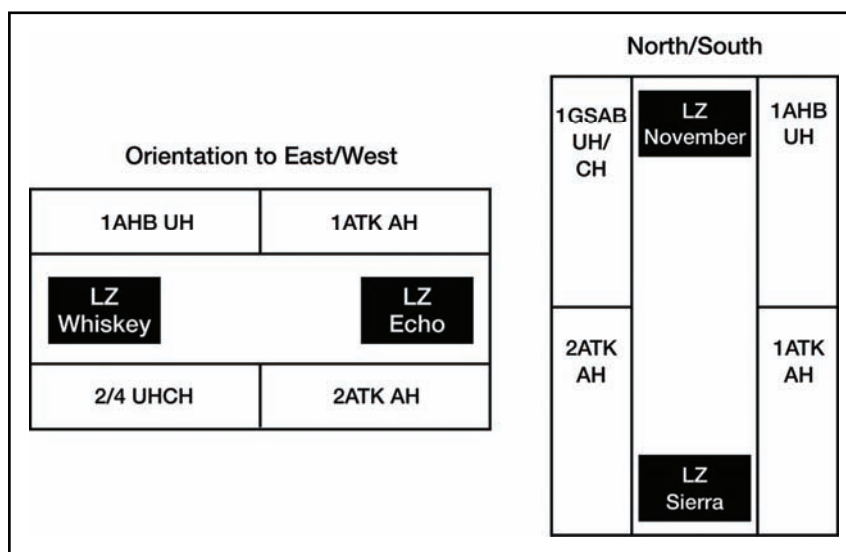 Orientation to East/West
1AHB UH
1ATK AH
LZ
Whiskey
LZ
Echo
2/4 UHCH
2ATK AH
North/South
1GSAB
UH/
CH
LZ
November
1AHB
UH
2ATK
AH
1ATK
AH
LZ
Sierra